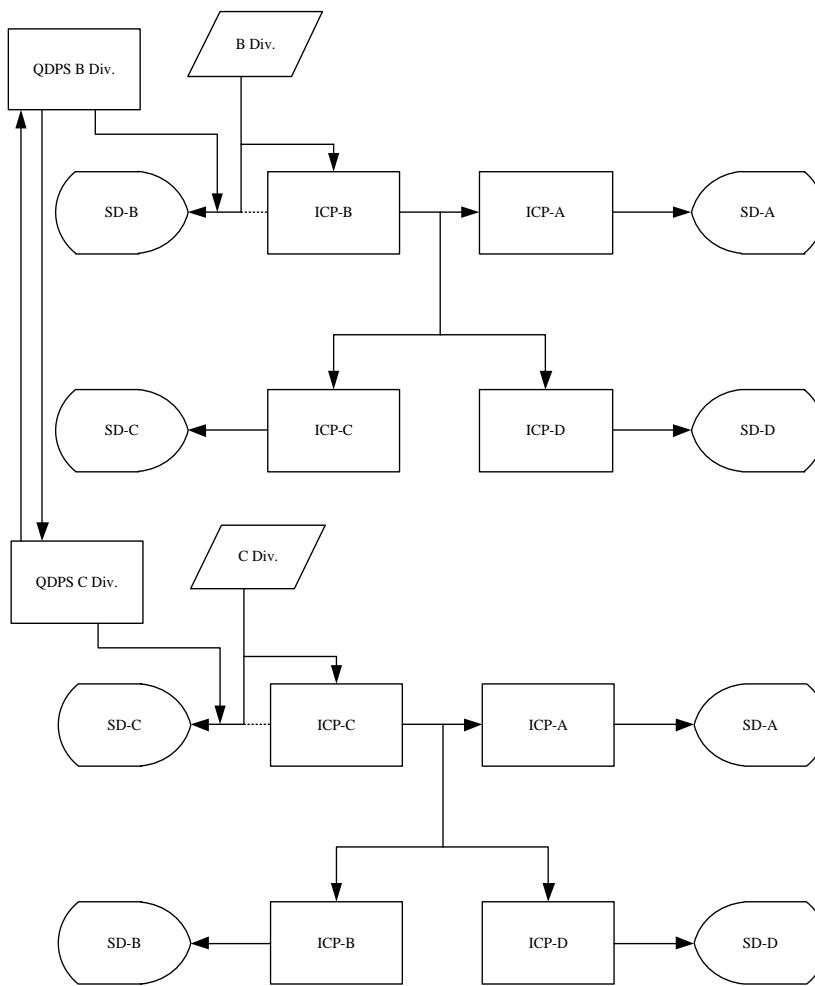 B Div.
QDPS B Div.
SD-B
ICP-B
ICP-A
SD-A
SD-C
ICP-C
ICP-D
SD-D
C Div.
QDPS C Div.
SD-C
ICP-C
ICP-A
SD-A
SD-B
ICP-B
ICP-D
SD-D